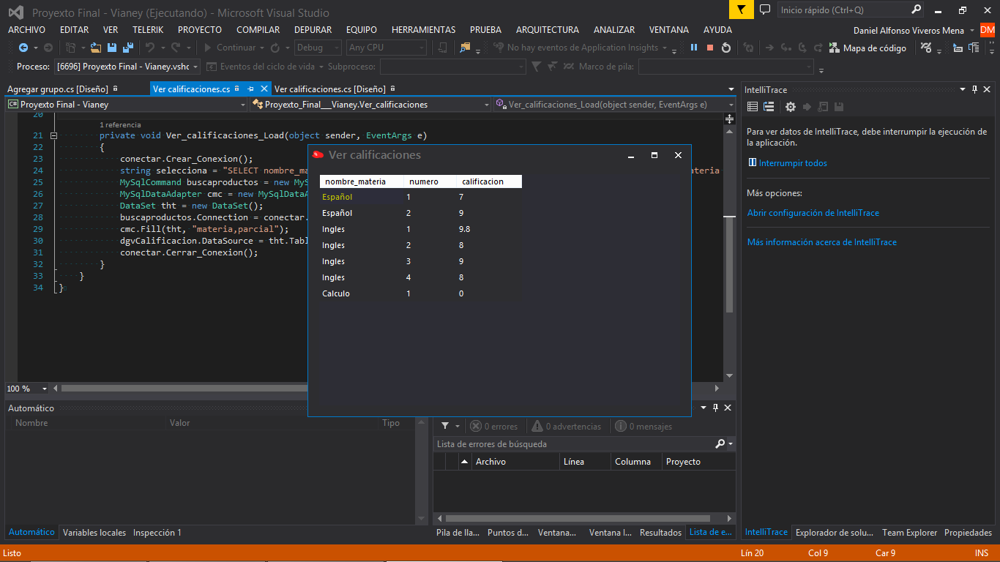 Proyexto Final - Vianey (Ejecutando) - Microsoft Visual Studio
Inicio rápido (Ctrl+Q)
ARCHIVO EDITAR VER TELERIK PROYECTO COMPILAR DEPURAR EQUIPO HERRAMIENTAS PRUEBA ARQUITECTURA ANALIZAR VENTANA AYUDA
Daniel Alfonso Viveros Mena DM
Continuar Debug Any CPU No hay eventos de Application Insights Mapa de código
Proceso: [6696] Proyexto Final - Vianey.vshc Eventos del ciclo de vida Subproceso: Marco de pila:
Agregar grupo.cs [Diseño] Ver calificaciones.cs Ver calificaciones.cs [Diseño]
C# Proyexto Final - Vianey Proyexto_Final___Vianey.Ver_calificaciones Ver_calificaciones_Load(object sender, EventArgs e)
20
1 referencia
21 private void Ver_calificaciones_Load(object sender, EventArgs e)
22 {
23 conectar.Crear_Conexion();
24 string selecciona = "SELECT nombre_ma
ateria
25 MySqlCommand buscaproductos = new MyS
26 MySqlDataAdapter cmc = new MySqlDataA
27 DataSet tht = new DataSet();
28 buscaproductos.Connection = conectar.
29 cmc.Fill(tht, "materia,parcial");
30 dgvCalificacion.DataSource = tht.Tabl
31 conectar.Cerrar_Conexion();
32 }
33 }
34 }
100 %
Ver calificaciones
nombre_materia numero calificacion
Español 1 7
Español 2 9
Ingles 1 9.8
Ingles 2 8
Ingles 3 9
Ingles 4 8
Calculo 1 0
IntelliTrace
Para ver datos de IntelliTrace, debe interrumpir la ejecución de
la aplicación.
Interrumpir todos
Más opciones:
Abrir configuración de IntelliTrace
Más información acerca de IntelliTrace
Automático
Nombre Valor Tipo
0 errores 0 advertencias 0 mensajes
Lista de errores de búsqueda
Archivo Línea Columna Proyecto
Automático Variables locales Inspección 1
Pila de lla... Puntos d... Ventana... Ventana I... Resultados Lista de e...
IntelliTrace Explorador de solu... Team Explorer Propiedades
Listo Lín 20 Col 9 Car 9 INS